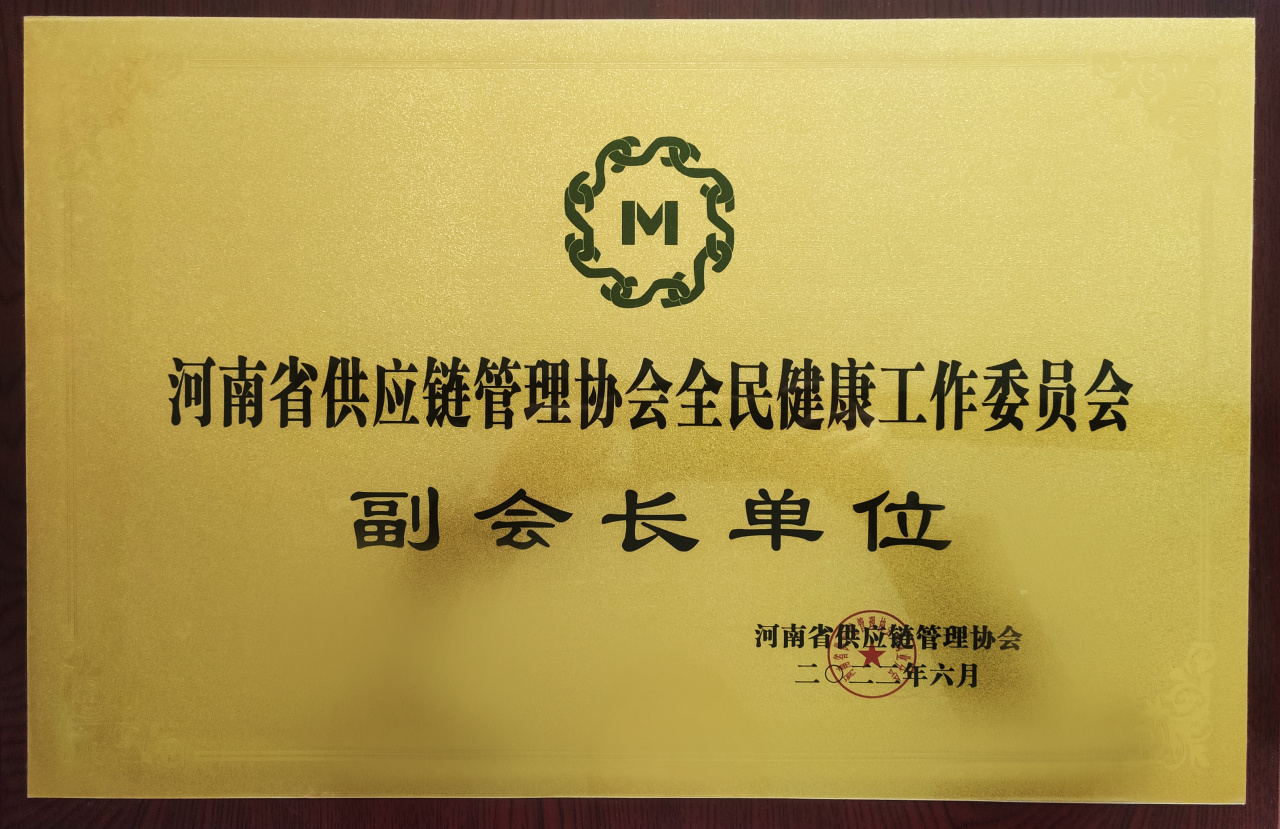 M
河南省供应链管理协会全民健康工作委员会
副会长单位
河南省供应链管理协会
二〇二二年六月